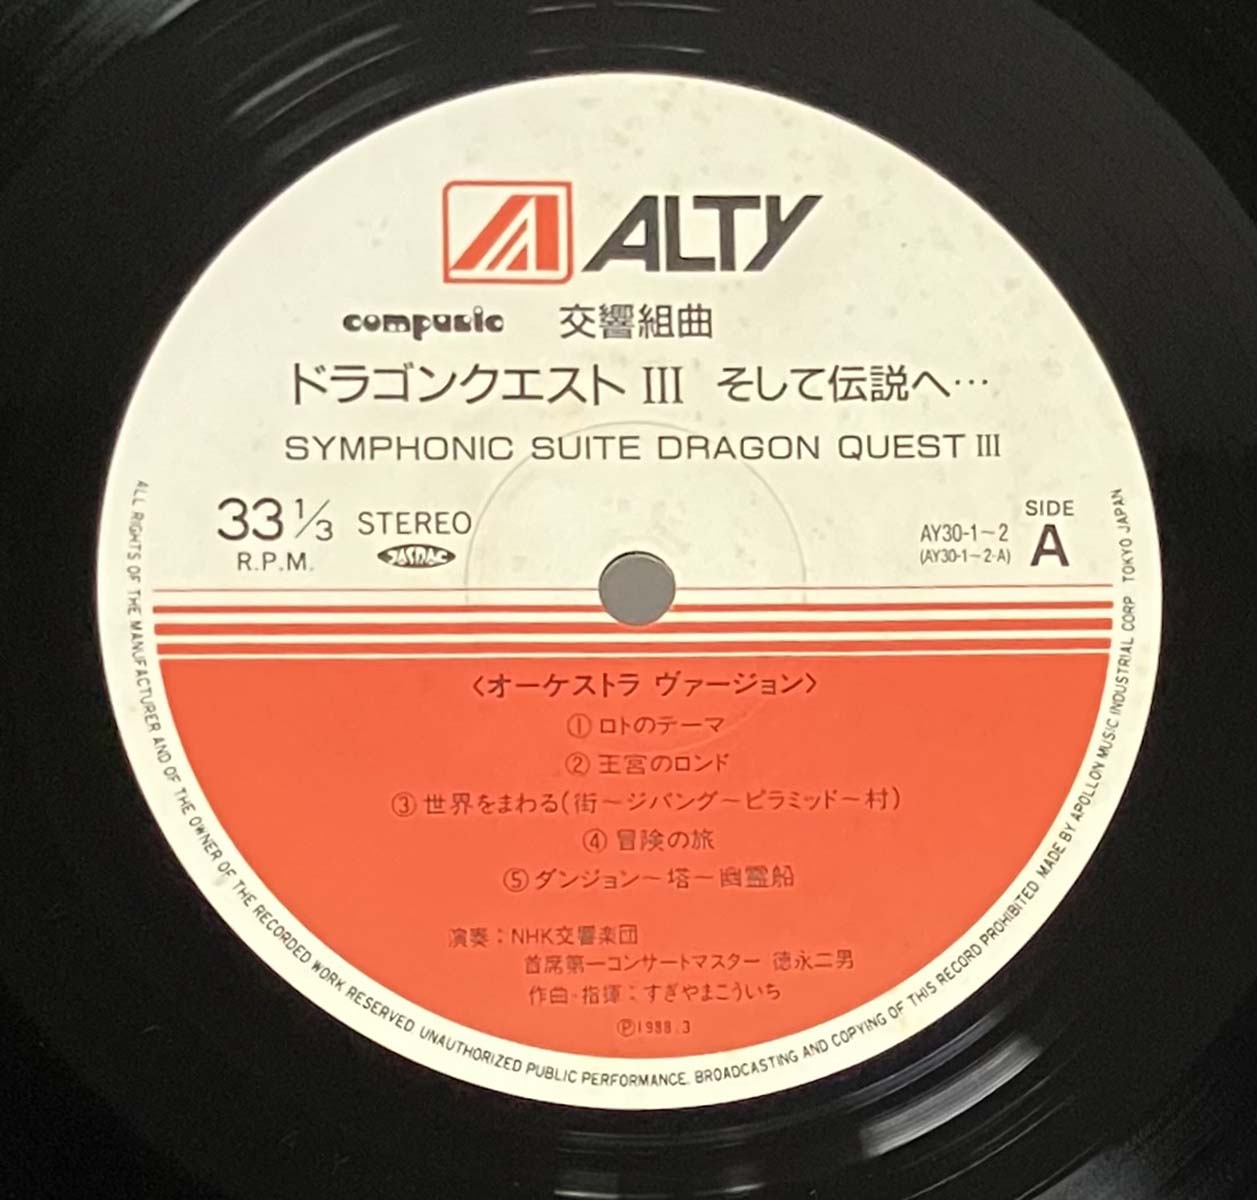 ALTY
compusic 交響組曲
ドラゴンクエスト III そして伝説へ…
SYMPHONIC SUITE DRAGON QUEST III
33 1/3 STEREO
R.P.M. JASRAC
AY30-1~2
(AY30-1~2-A)
SIDE
A
〈オーケストラ ヴァージョン〉
① ロトのテーマ
② 王宮のロンド
③ 世界をまわる(街~ジパング~ピラミッド~村)
④ 冒険の旅
⑤ ダンジョン~塔~幽霊船
演奏:NHK交響楽団
首席第一コンサートマスター 徳永二男
作曲・指揮:すぎやまこういち
Ⓟ1988.3
ALL RIGHTS OF THE MANUFACTURER AND OF THE OWNER OF THE RECORDED WORK RESERVED UNAUTHORIZED PUBLIC PERFORMANCE. BROADCASTING AND COPYING OF THIS RECORD PROHIBITED MADE BY APOLLON MUSIC INDUSTRIAL CORP TOKYO JAPAN